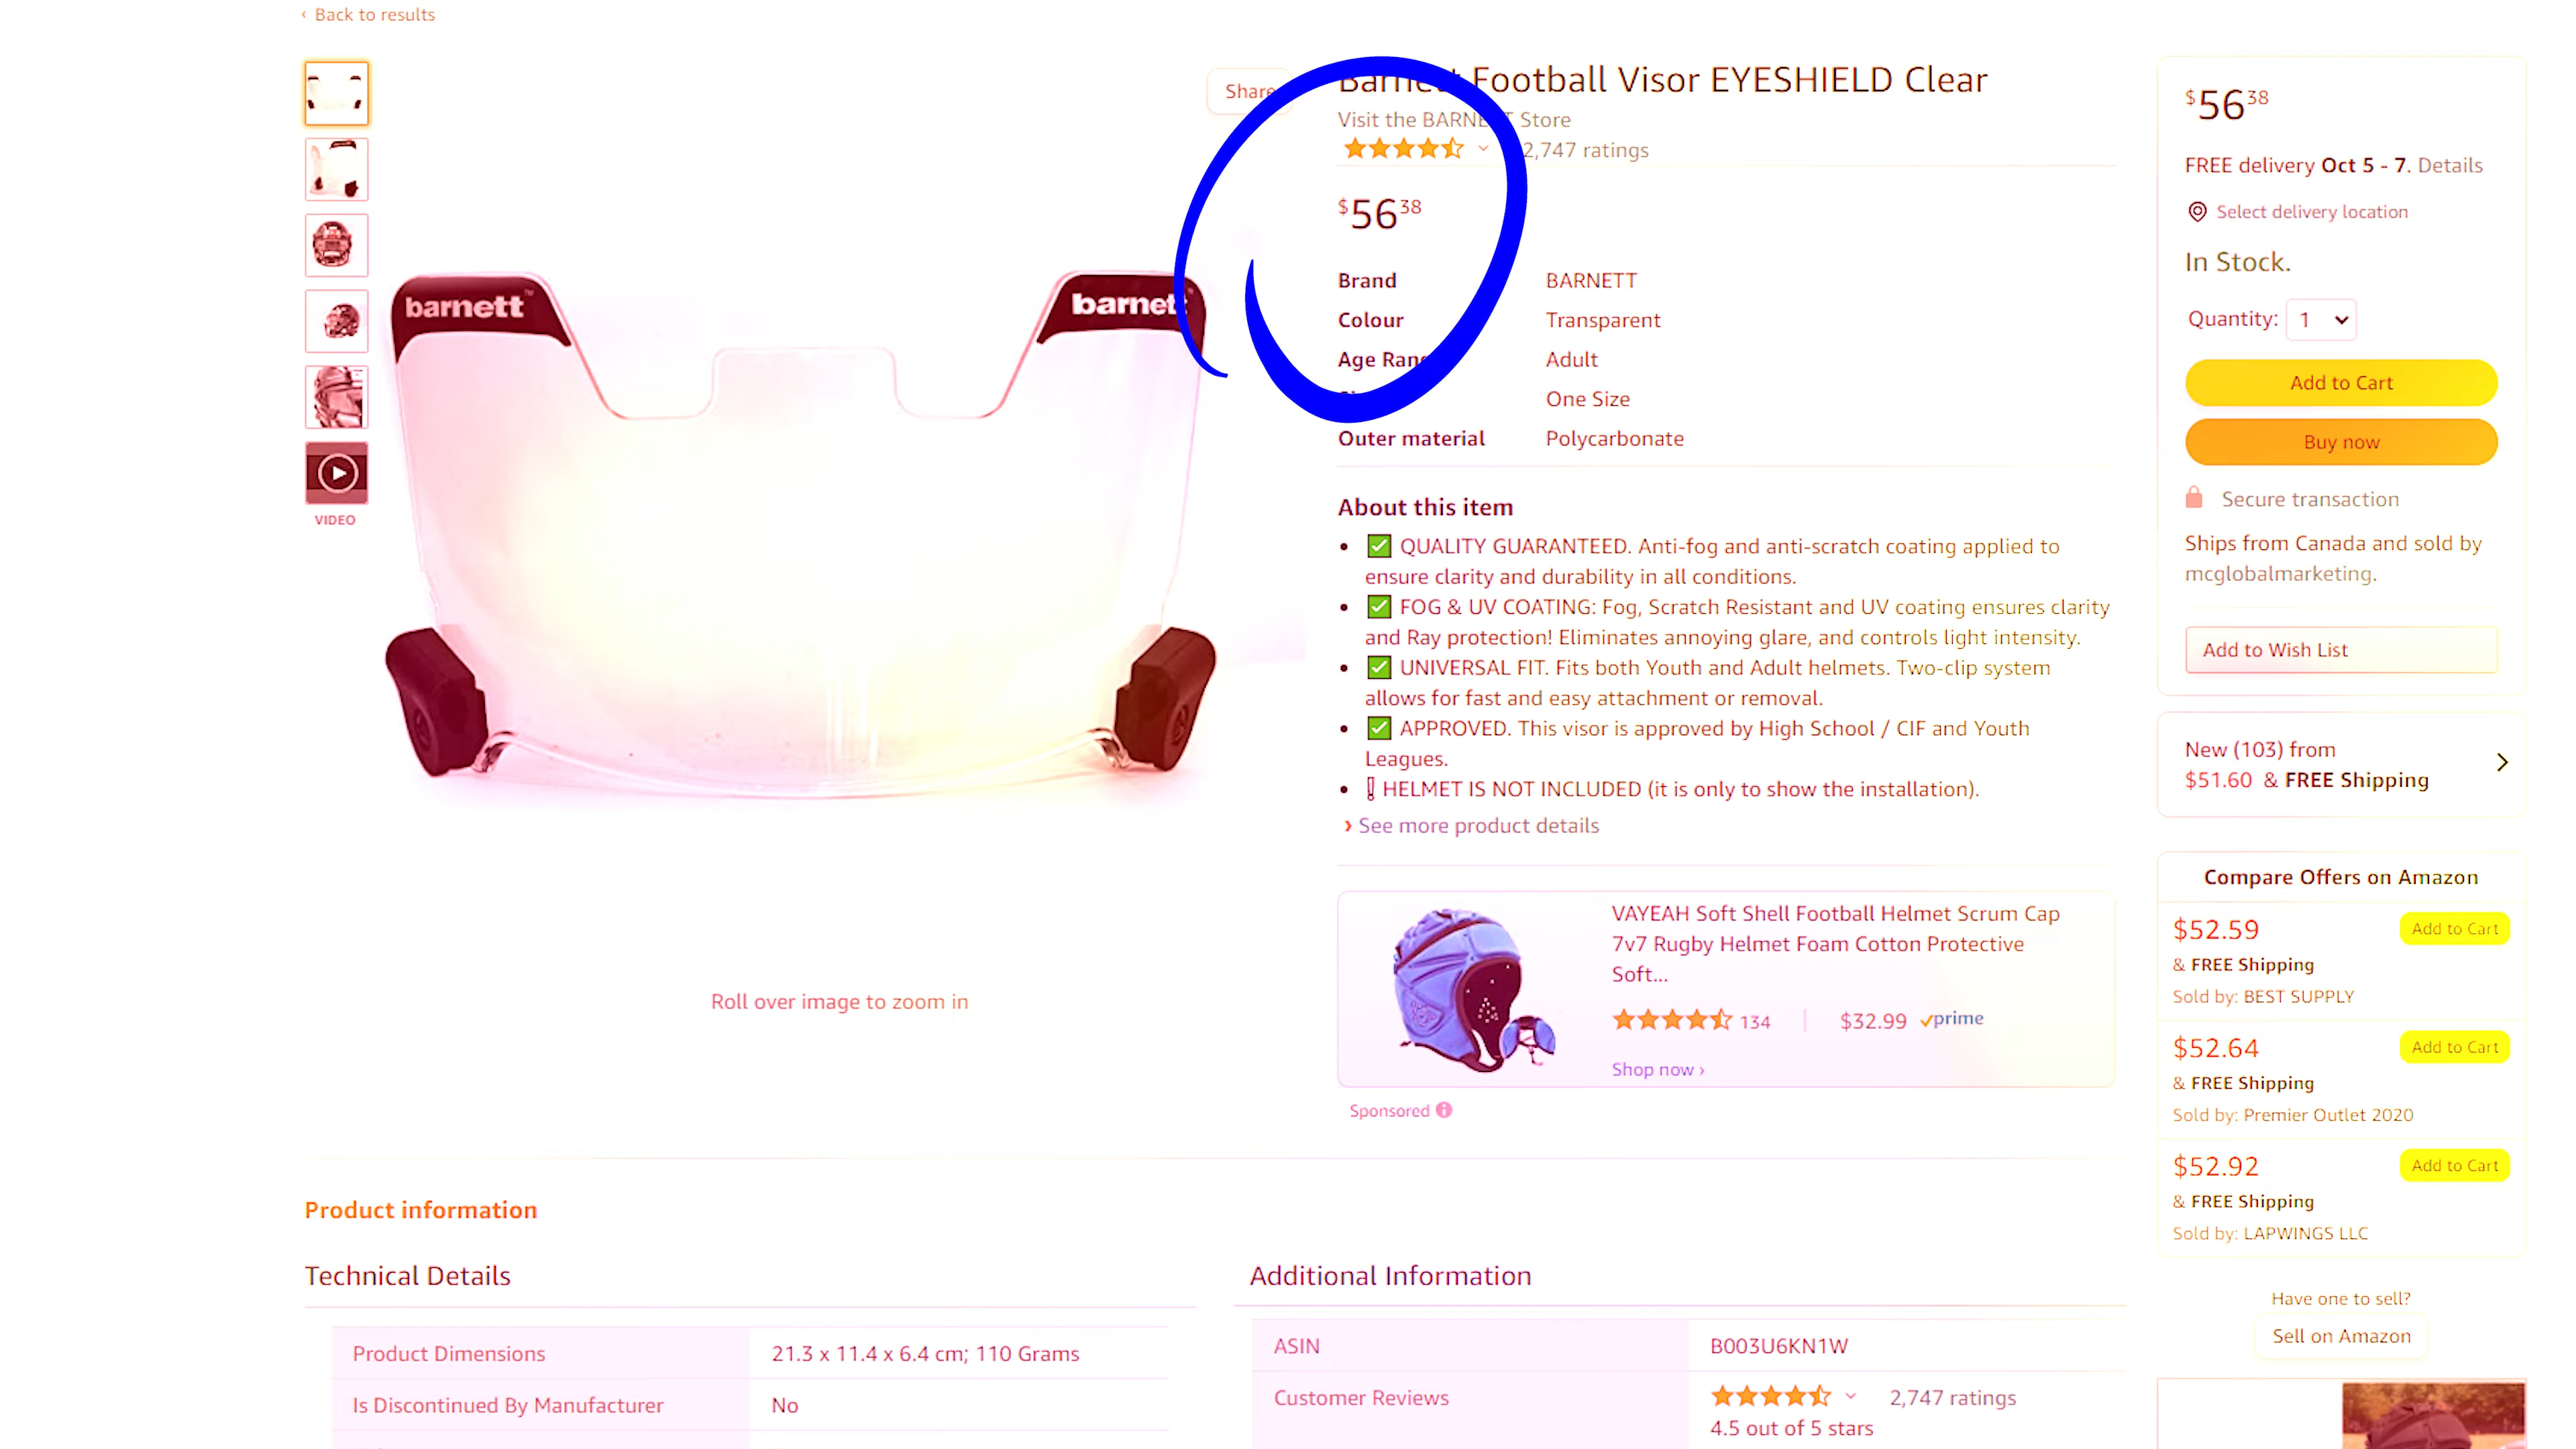 ‹ Back to results
Share
Barnett Football Visor EYESHIELD Clear
Visit the BARNETT Store
2,747 ratings
$56 38
Brand BARNETT
Colour Transparent
Age Range Adult
One Size
Outer material Polycarbonate
barnett
barnett
VIDEO
Roll over image to zoom in
About this item
• ✅ QUALITY GUARANTEED. Anti-fog and anti-scratch coating applied to
ensure clarity and durability in all conditions.
• ✅ FOG & UV COATING: Fog, Scratch Resistant and UV coating ensures clarity
and Ray protection! Eliminates annoying glare, and controls light intensity.
• ✅ UNIVERSAL FIT. Fits both Youth and Adult helmets. Two-clip system
allows for fast and easy attachment or removal.
• ✅ APPROVED. This visor is approved by High School / CIF and Youth
Leagues.
• ❕ HELMET IS NOT INCLUDED (it is only to show the installation).
› See more product details
VAYEAH Soft Shell Football Helmet Scrum Cap
7v7 Rugby Helmet Foam Cotton Protective
Soft...
134 | $32.99 prime
Shop now ›
Sponsored
$56 38
FREE delivery Oct 5 - 7. Details
Select delivery location
In Stock.
Quantity: 1
Add to Cart
Buy now
Secure transaction
Ships from Canada and sold by
mcglobalmarketing.
Add to Wish List
New (103) from
$51.60 & FREE Shipping
Compare Offers on Amazon
$52.59 Add to Cart
& FREE Shipping
Sold by: BEST SUPPLY
$52.64 Add to Cart
& FREE Shipping
Sold by: Premier Outlet 2020
$52.92 Add to Cart
& FREE Shipping
Sold by: LAPWINGS LLC
Have one to sell?
Sell on Amazon
Product information
Technical Details
Product Dimensions 21.3 x 11.4 x 6.4 cm; 110 Grams
Is Discontinued By Manufacturer No
Additional Information
ASIN B003U6KN1W
Customer Reviews 2,747 ratings
4.5 out of 5 stars